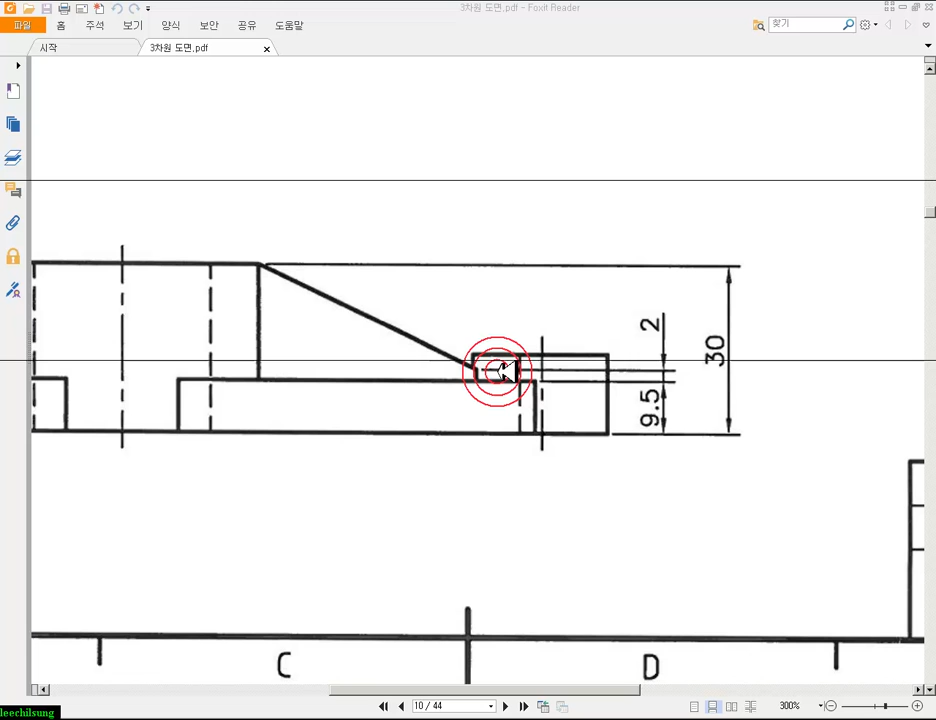 3차원 도면.pdf - Foxit Reader
파일 홈 주석 보기 양식 보안 공유 도움말 찾기
시작 3차원 도면.pdf
2
30
9.5
C D
10 / 44 300%
leechilsung